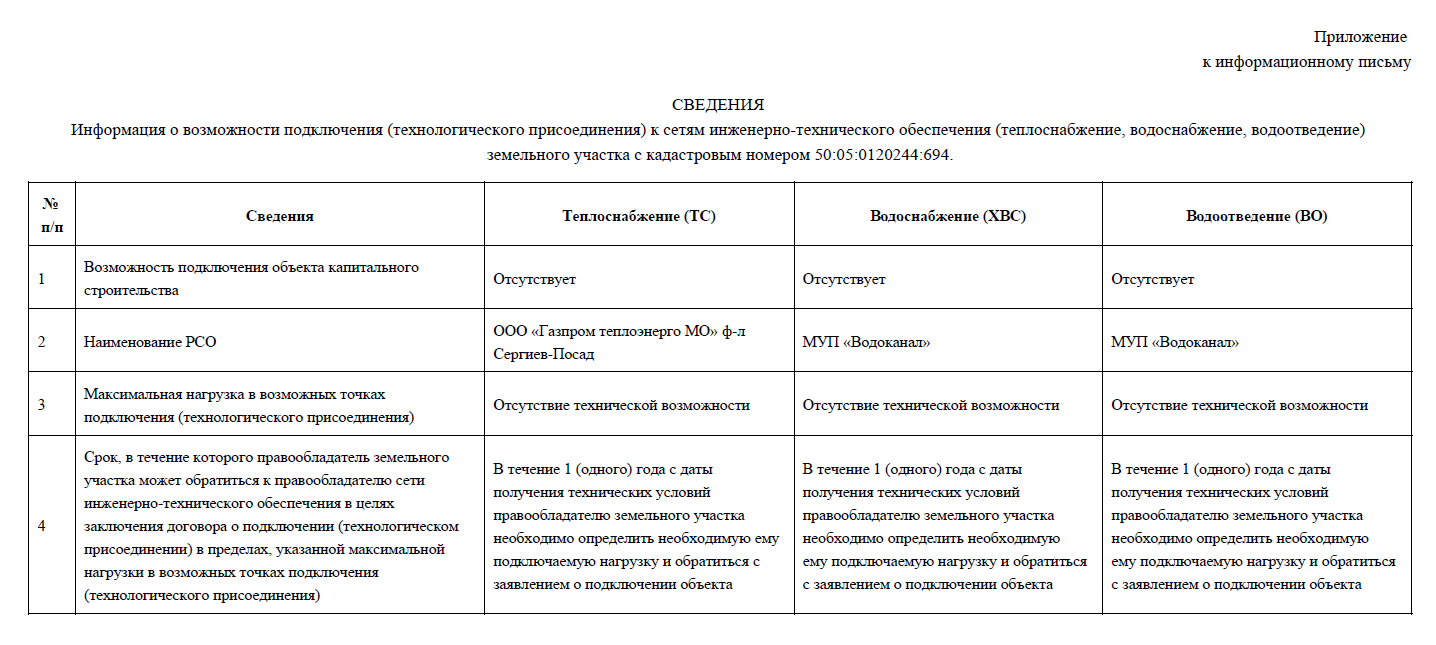 Приложение
к информационному письму
СВЕДЕНИЯ
Информация о возможности подключения (технологического присоединения) к сетям инженерно-технического обеспечения (теплоснабжение, водоснабжение, водоотведение)
земельного участка с кадастровым номером 50:05:0120244:694.
№
п/п
Сведения
Теплоснабжение (ТС)
Водоснабжение (ХВС)
Водоотведение (ВО)
1
Возможность подключения объекта капитального
строительства
Отсутствует
Отсутствует
Отсутствует
2
Наименование РСО
ООО «Газпром теплоэнерго МО» ф-л
Сергиев-Посад
МУП «Водоканал»
МУП «Водоканал»
3
Максимальная нагрузка в возможных точках
подключения (технологического присоединения)
Отсутствие технической возможности
Отсутствие технической возможности
Отсутствие технической возможности
4
Срок, в течение которого правообладатель земельного
участка может обратиться к правообладателю сети
инженерно-технического обеспечения в целях
заключения договора о подключении (технологическом
присоединении) в пределах, указанной максимальной
нагрузки в возможных точках подключения
(технологического присоединения)
В течение 1 (одного) года с даты
получения технических условий
правообладателю земельного участка
необходимо определить необходимую ему
подключаемую нагрузку и обратиться с
заявлением о подключении объекта
В течение 1 (одного) года с даты
получения технических условий
правообладателю земельного участка
необходимо определить необходимую
ему подключаемую нагрузку и обратиться
с заявлением о подключении объекта
В течение 1 (одного) года с даты
получения технических условий
правообладателю земельного участка
необходимо определить необходимую
ему подключаемую нагрузку и обратиться
с заявлением о подключении объекта